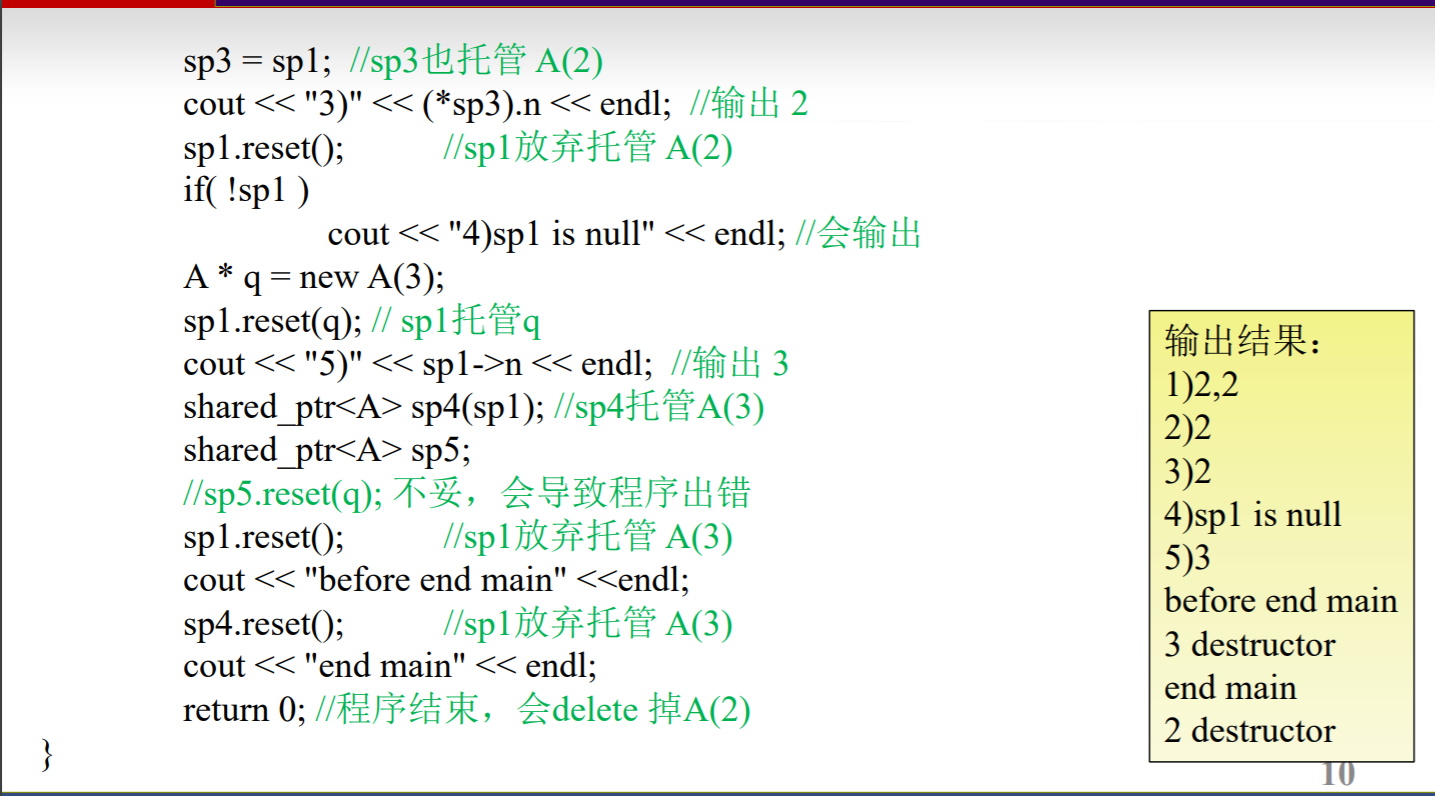 sp3 = sp1; //sp3也托管 A(2)
cout << "3)" << (*sp3).n << endl; //输出 2
sp1.reset(); //sp1放弃托管 A(2)
if( !sp1 )
cout << "4)sp1 is null" << endl; //会输出
A * q = new A(3);
sp1.reset(q); // sp1托管q
cout << "5)" << sp1->n << endl; //输出 3
shared_ptr<A> sp4(sp1); //sp4托管A(3)
shared_ptr<A> sp5;
//sp5.reset(q); 不妥，会导致程序出错
sp1.reset(); //sp1放弃托管 A(3)
cout << "before end main" <<endl;
sp4.reset(); //sp1放弃托管 A(3)
cout << "end main" << endl;
return 0; //程序结束，会delete 掉A(2)
}
输出结果：
1)2,2
2)2
3)2
4)sp1 is null
5)3
before end main
3 destructor
end main
2 destructor
10